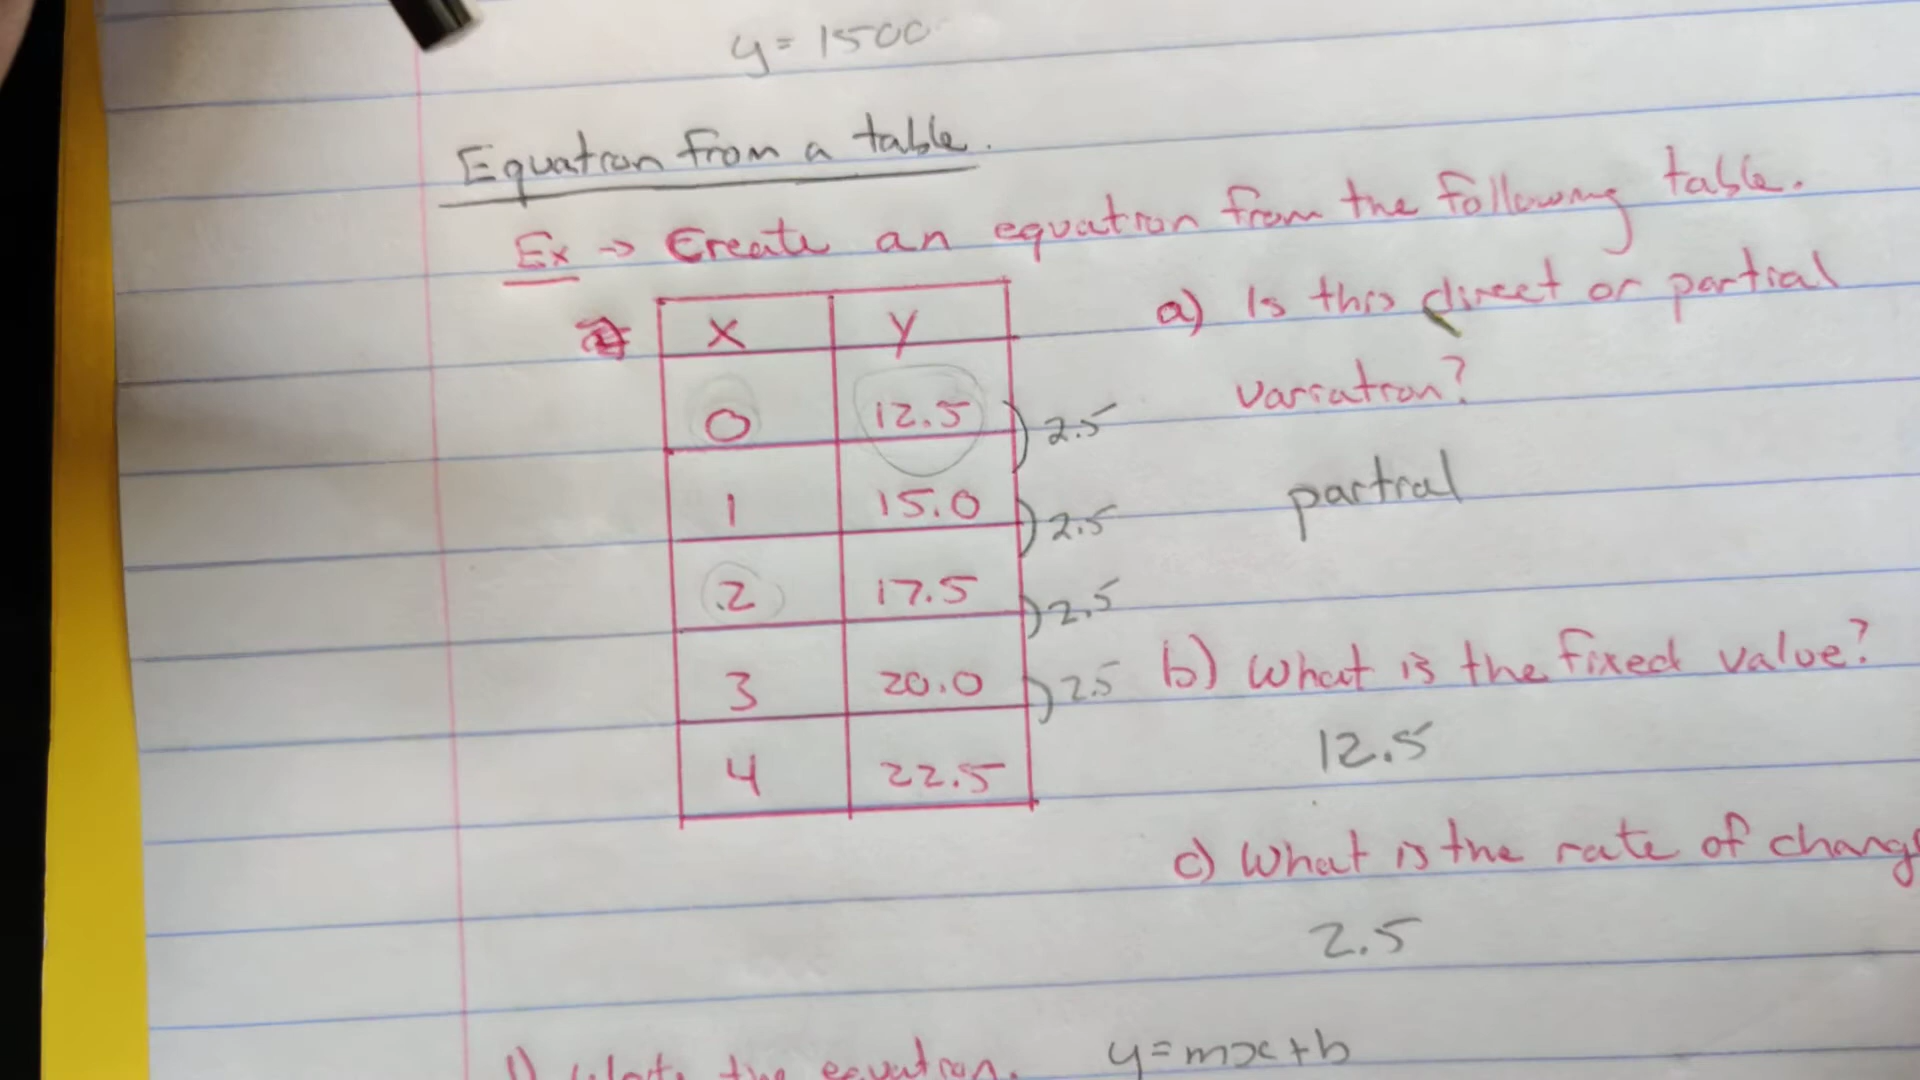 y = 1500
Equation from a table.
Ex → Create an equation from the following table.
x y
0 12.5
1 15.0
2 17.5
3 20.0
4 22.5
2.5
2.5
2.5
2.5
a) Is this direct or partial
variation?
partial
b) What is the fixed value?
12.5
c) What is the rate of change
2.5
the equation.
y=mx+b